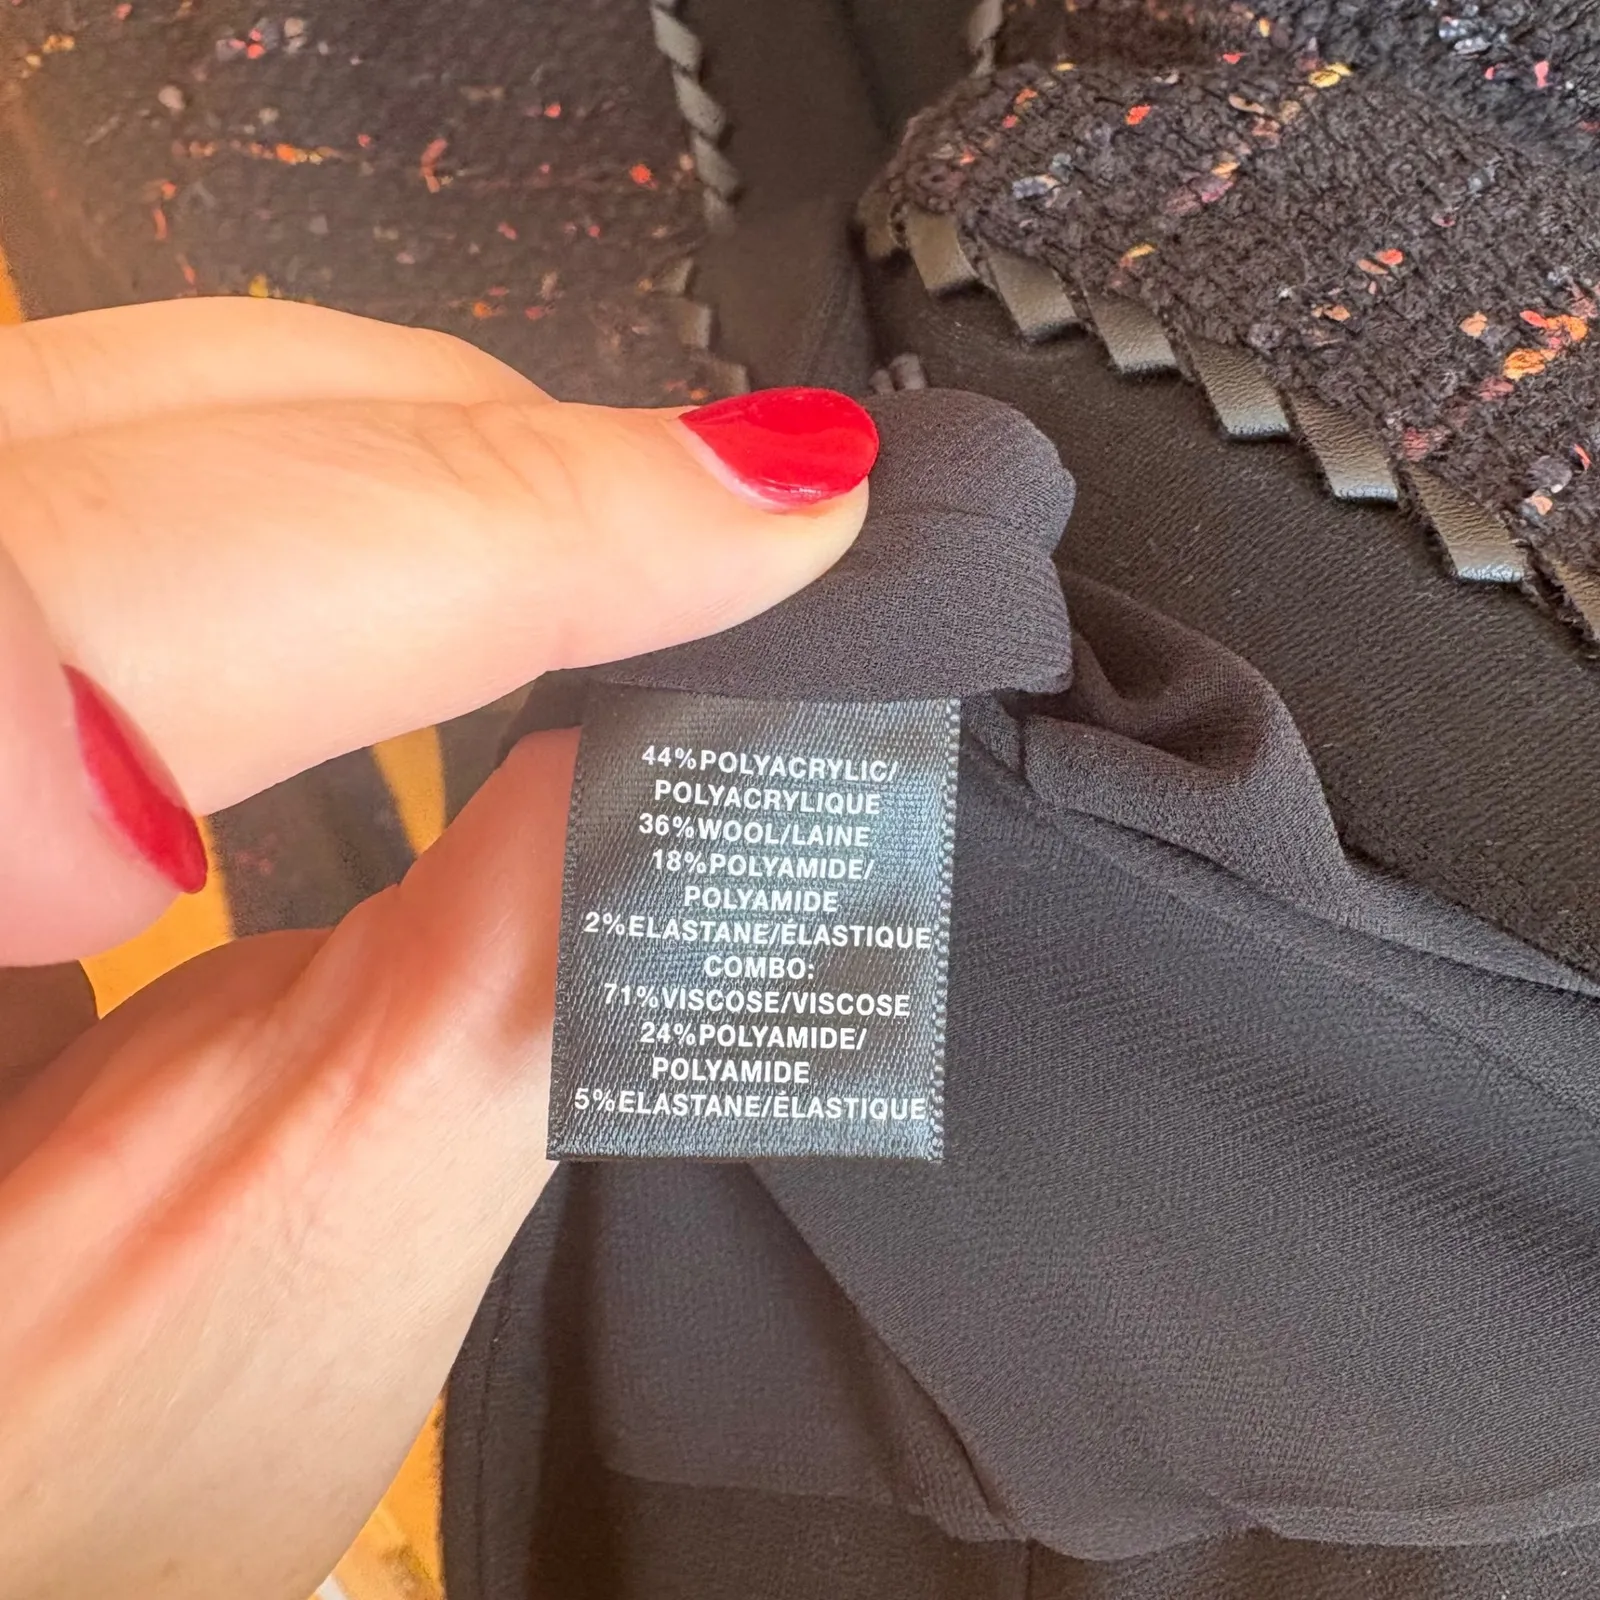 44%POLYACRYLIC/
POLYACRYLIQUE
36%WOOL/LAINE
18%POLYAMIDE/
POLYAMIDE
2%ELASTANE/ÉLASTIQUE
COMBO:
71%VISCOSE/VISCOSE
24%POLYAMIDE/
POLYAMIDE
5%ELASTANE/ÉLASTIQUE